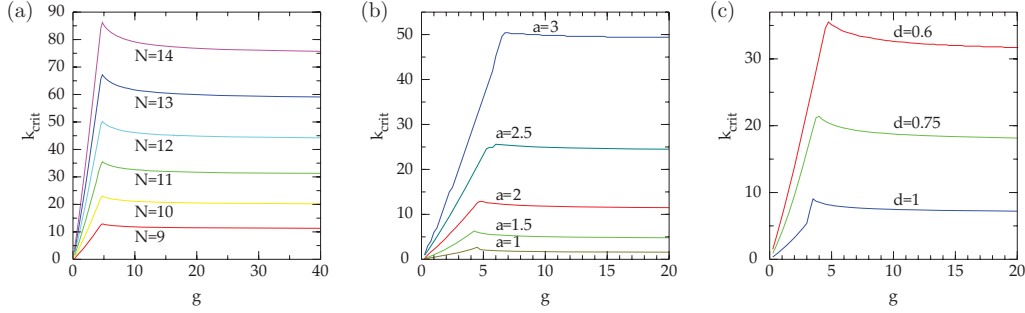 (a)
90
80
70
60
50
40
30
20
10
0
k_crit
N=14
N=13
N=12
N=11
N=10
N=9
0 10 20 30 40
g
(b)
50
40
30
20
10
0
k_crit
a=3
a=2.5
a=2
a=1.5
a=1
0 5 10 15 20
g
(c)
30
20
10
0
k_crit
d=0.6
d=0.75
d=1
0 5 10 15 20
g